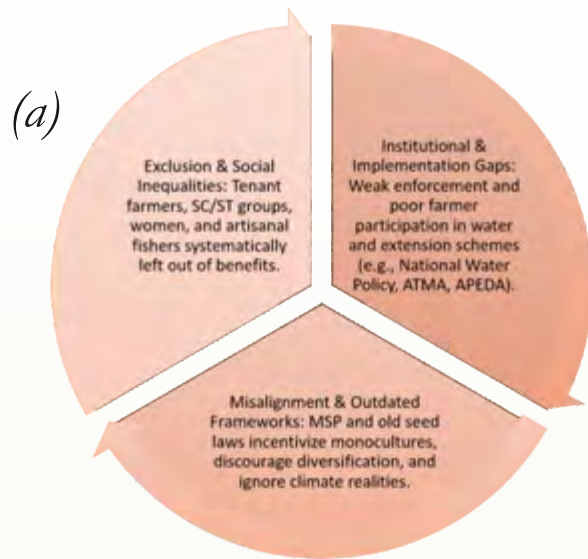 (a)
Exclusion & Social
Inequalities: Tenant
farmers, SC/ST groups,
women, and artisanal
fishers systematically
left out of benefits.
Institutional &
Implementation Gaps:
Weak enforcement and
poor farmer
participation in water
and extension schemes
(e.g., National Water
Policy, ATMA, APEDA).
Misalignment & Outdated
Frameworks: MSP and old seed
laws incentivize monocultures,
discourage diversification, and
ignore climate realities.